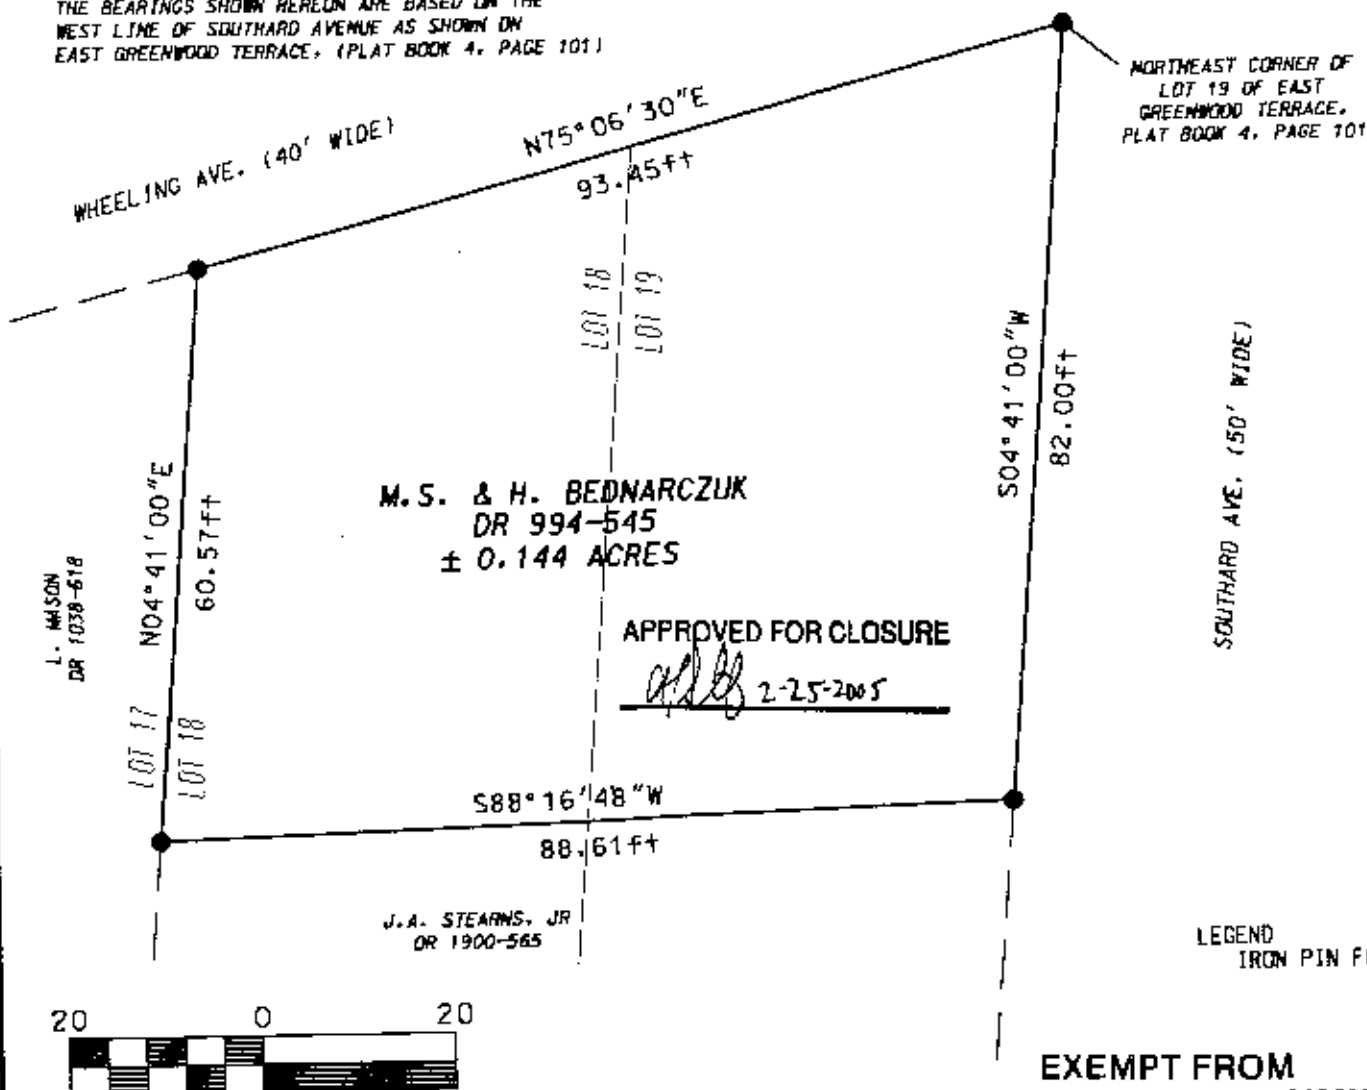 THE BEARINGS SHOWN HEREON ARE BASED ON THE
WEST LINE OF SOUTHARD AVENUE AS SHOWN ON
EAST GREENWOOD TERRACE, (PLAT BOOK 4, PAGE 101)
NORTHEAST CORNER OF
LOT 19 OF EAST
GREENWOOD TERRACE,
PLAT BOOK 4, PAGE 101
WHEELING AVE. (40' WIDE)
N75°06'30"E
93.45ft
LOT 18
LOT 19
S04°41'00"W
82.00ft
SOUTHARD AVE. (50' WIDE)
N04°41'00"E
60.57ft
L. MASON
DR 1038-618
M.S. & H. BEDNARCZUK
DR 994-545
± 0.144 ACRES
APPROVED FOR CLOSURE
2-25-2005
LOT 17
LOT 18
S88°16'48"W
88.61ft
J.A. STEARNS, JR
OR 1900-565
LEGEND
IRON PIN F
20 0 20
EXEMPT FROM